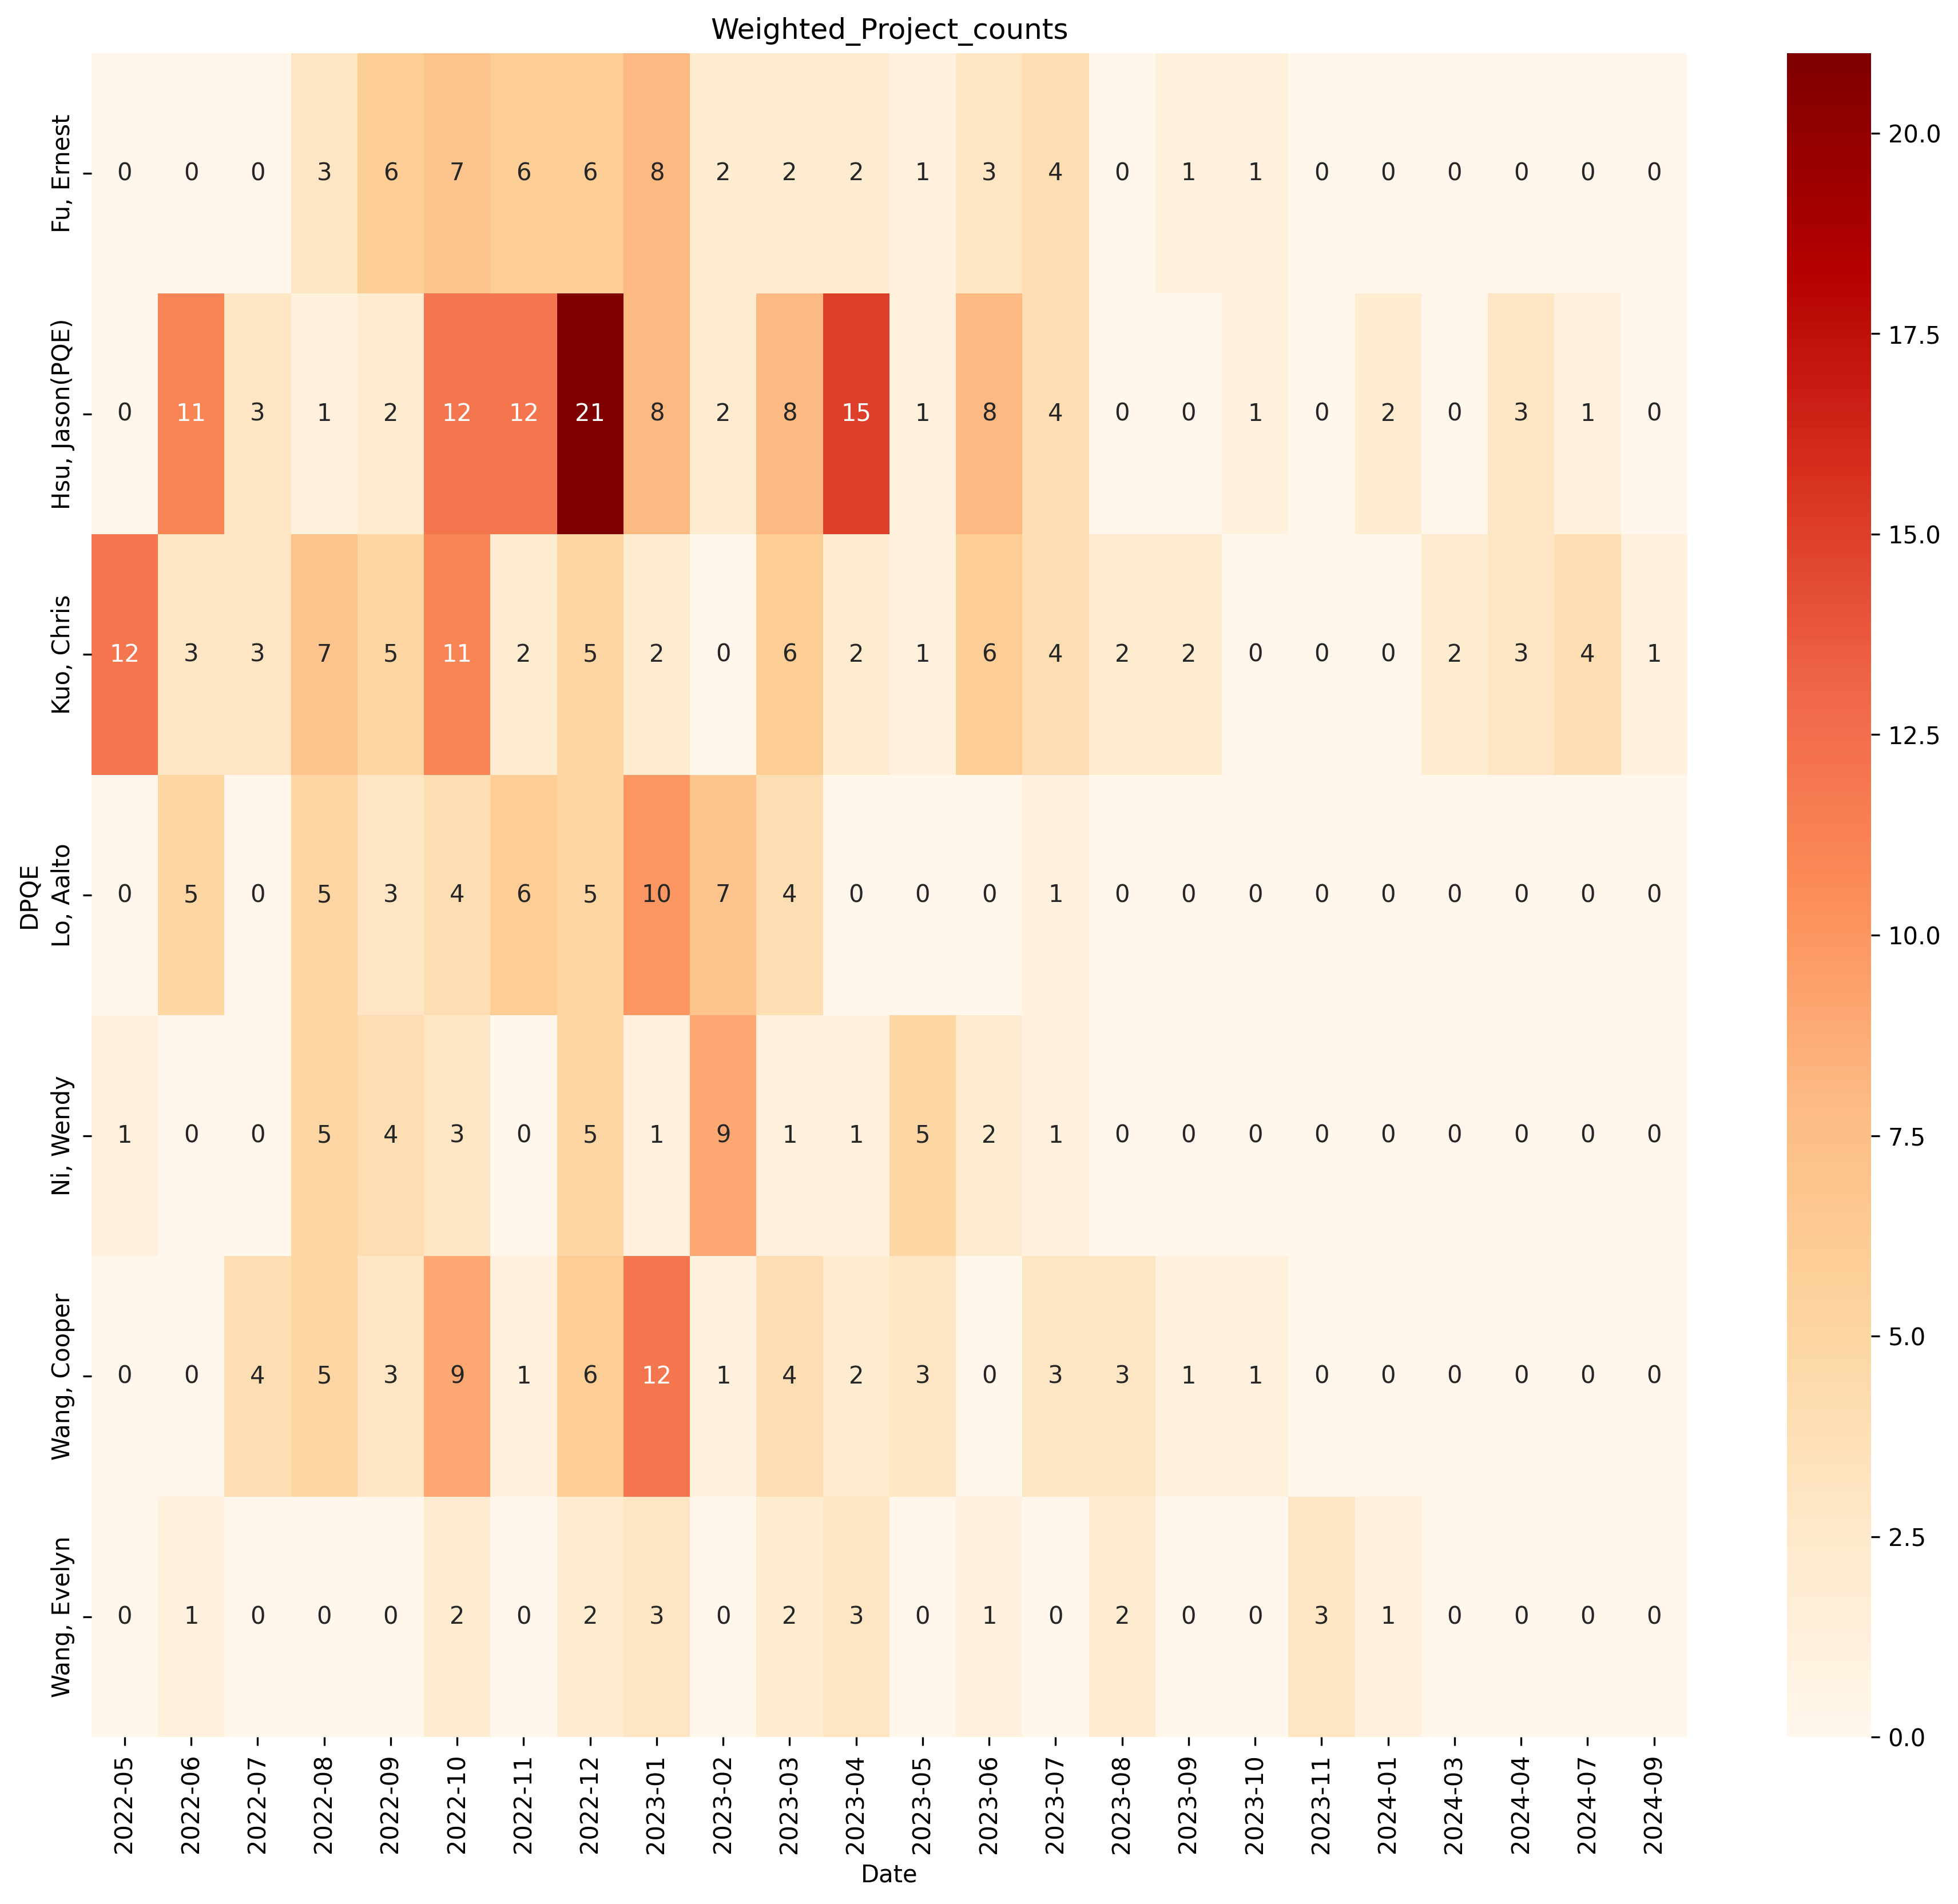 Weighted_Project_counts
Fu, Ernest
0 0 0 3 6 7 6 6 8 2 2 2 1 3 4 0 1 1 0 0 0 0 0 0
Hsu, Jason(PQE)
0 11 3 1 2 12 12 21 8 2 8 15 1 8 4 0 0 1 0 2 0 3 1 0
Kuo, Chris
12 3 3 7 5 11 2 5 2 0 6 2 1 6 4 2 2 0 0 0 2 3 4 1
DPQE
Lo, Aalto
0 5 0 5 3 4 6 5 10 7 4 0 0 0 1 0 0 0 0 0 0 0 0 0
Ni, Wendy
1 0 0 5 4 3 0 5 1 9 1 1 5 2 1 0 0 0 0 0 0 0 0 0
Wang, Cooper
0 0 4 5 3 9 1 6 12 1 4 2 3 0 3 3 1 1 0 0 0 0 0 0
Wang, Evelyn
0 1 0 0 0 2 0 2 3 0 2 3 0 1 0 2 0 0 3 1 0 0 0 0
2022-05 2022-06 2022-07 2022-08 2022-09 2022-10 2022-11 2022-12 2023-01 2023-02 2023-03 2023-04 2023-05 2023-06 2023-07 2023-08 2023-09 2023-10 2023-11 2024-01 2024-03 2024-04 2024-07 2024-09
Date
20.0
17.5
15.0
12.5
10.0
7.5
5.0
2.5
0.0